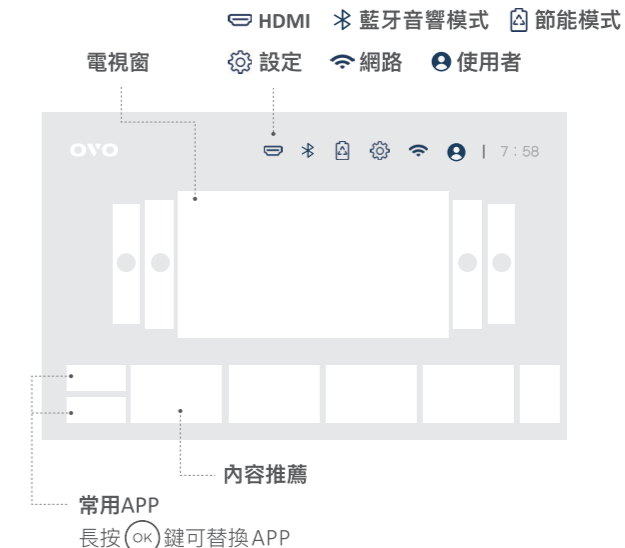 HDMI 藍牙音響模式 節能模式
電視窗 設定 網路 使用者
OVO | 7:58
內容推薦
常用APP
長按OK鍵可替換APP